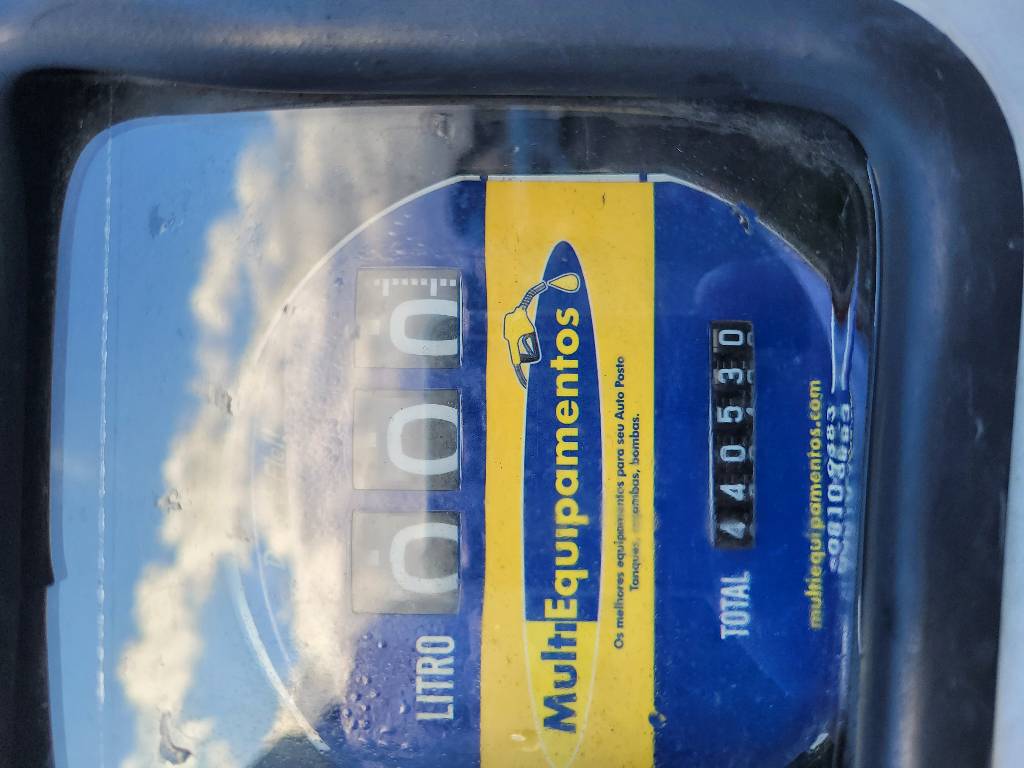 LITRO 000
MultiEquipamentos
Os melhores equipamentos para seu Auto Posto
Tanques, bombas.
TOTAL 440530
multiequipamentos.com